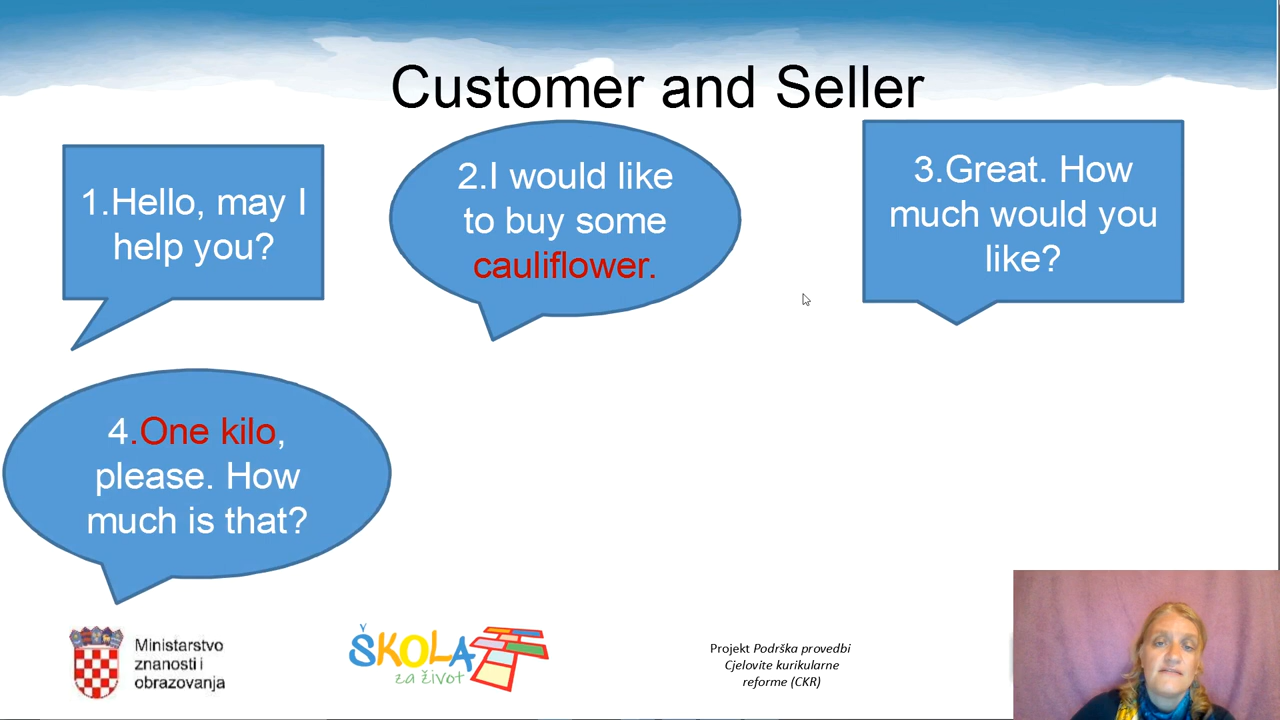 Customer and Seller
1.Hello, may I
help you?
2.I would like
to buy some
cauliflower.
3.Great. How
much would you
like?
4.One kilo,
please. How
much is that?
Ministarstvo
znanosti i
obrazovanja
ŠKOLA
za život
Projekt Podrška provedbi
Cjelovite kurikularne
reforme (CKR)